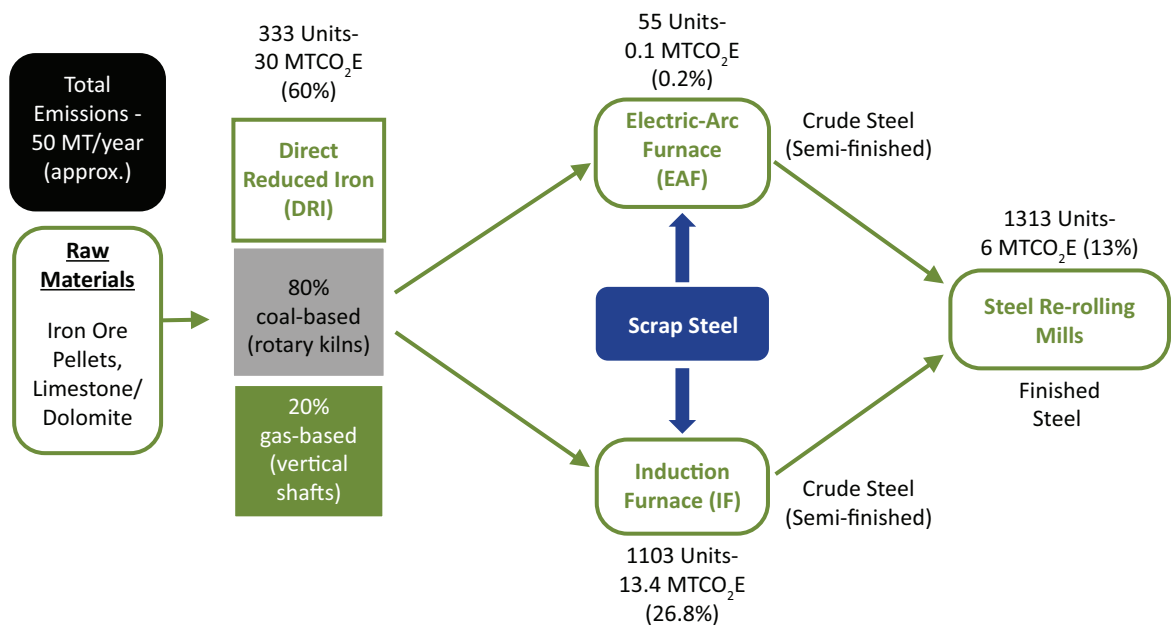 Total
Emissions -
50 MT/year
(approx.)
Raw
Materials
Iron Ore
Pellets,
Limestone/
Dolomite
333 Units-
30 MTCO₂E
(60%)
Direct
Reduced Iron
(DRI)
80%
coal-based
(rotary kilns)
20%
gas-based
(vertical
shafts)
55 Units-
0.1 MTCO₂E
(0.2%)
Electric-Arc
Furnace
(EAF)
Scrap Steel
Induction
Furnace (IF)
1103 Units-
13.4 MTCO₂E
(26.8%)
Crude Steel
(Semi-finished)
Crude Steel
(Semi-finished)
1313 Units-
6 MTCO₂E (13%)
Steel Re-rolling
Mills
Finished
Steel